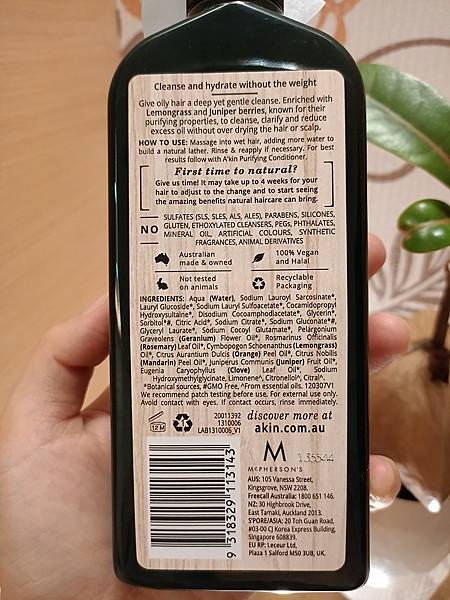 Cleanse and hydrate without the weight
Give oily hair a deep yet gentle cleanse. Enriched with
Lemongrass and Juniper berries, known for their
purifying properties, to cleanse, clarify and reduce
excess oil without over drying the hair or scalp.
HOW TO USE: Massage into wet hair, adding more water to
build a natural lather. Rinse & reapply if necessary. For best
results follow with A'kin Purifying Conditioner.
First time to natural?
Give us time! It may take up to 4 weeks for your
hair to adjust to the change and to start seeing
the amazing benefits natural haircare can bring.
NO
SULFATES (SLS, SLES, ALS, ALES), PARABENS, SILICONES,
GLUTEN, ETHOXYLATED CLEANSERS, PEGs, PHTHALATES,
MINERAL OIL, ARTIFICIAL COLOURS, SYNTHETIC
FRAGRANCES, ANIMAL DERIVATIVES
Australian
made & owned
100% Vegan
and Halal
Not tested
on animals
Recyclable
Packaging
INGREDIENTS: Aqua (Water), Sodium Lauroyl Sarcosinate*,
Lauryl Glucoside*, Sodium Lauryl Sulfoacetate*, Cocamidopropyl
Hydroxysultaine*, Disodium Cocoamphodiacetate*, Glycerin*,
Sorbitol*#, Citric Acid*, Sodium Citrate*, Sodium Gluconate*#,
Glyceryl Laurate*, Sodium Cocoyl Glutamate*, Pelargonium
Graveolens (Geranium) Flower Oil*, Rosmarinus Officinalis
(Rosemary) Leaf Oil*, Cymbopogon Schoenanthus (Lemongrass)
Oil*, Citrus Aurantium Dulcis (Orange) Peel Oil*, Citrus Nobilis
(Mandarin) Peel Oil*, Juniperus Communis (Juniper) Fruit Oil*,
Eugenia Caryophyllus (Clove) Leaf Oil*, Sodium
Hydroxymethylglycinate, Limonene^, Citronellol^, Citral^.
*Botanical sources, #GMO Free, ^From essential oils. 120307V1
We recommend patch testing before use. For external use only.
Avoid contact with eyes. If contact occurs, rinse immediately.
12 M
20011392
1310006
LAB1310006_V1
discover more at
akin.com.au
9 318329 113143
M
McPHERSON'S
135544
AUS: 105 Vanessa Street,
Kingsgrove, NSW 2208.
Freecall Australia: 1800 651 146.
NZ: 30 Highbrook Drive,
East Tamaki, Auckland 2013.
S'PORE/ASIA: 20 Toh Guan Road,
#03-00 CJ Korea Express Building,
Singapore 608839.
EU RP: Leceur Ltd,
Plaza 1 Salford M50 3UB, UK.